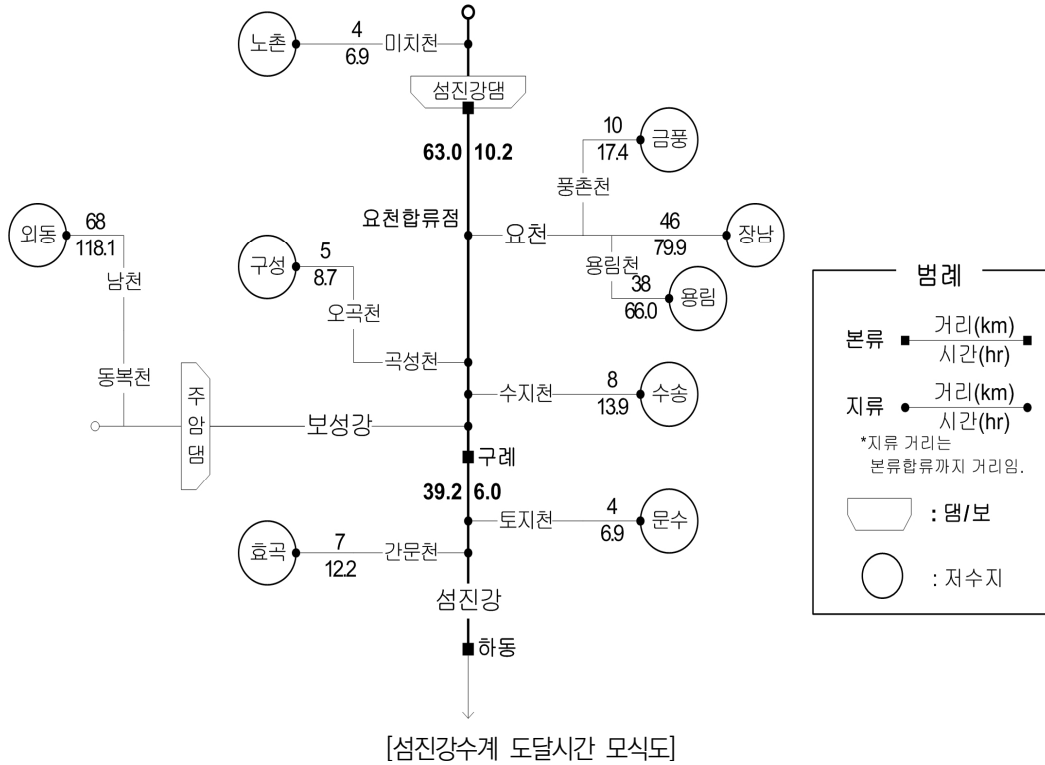 노촌
4
6.9
미치천
섬진강댐
63.0
10.2
10
17.4
금풍
풍촌천
외동
68
118.1
남천
요천합류점
요천
46
79.9
장남
구성
5
8.7
오곡천
용림천
38
66.0
용림
곡성천
동복천
주암댐
보성강
수지천
8
13.9
수송
구례
39.2
6.0
토지천
4
6.9
문수
효곡
7
12.2
간문천
섬진강
하동
범례
본류
거리(km)
시간(hr)
지류
거리(km)
시간(hr)
*지류 거리는
본류합류까지 거리임.
: 댐/보
: 저수지
[섬진강수계 도달시간 모식도]